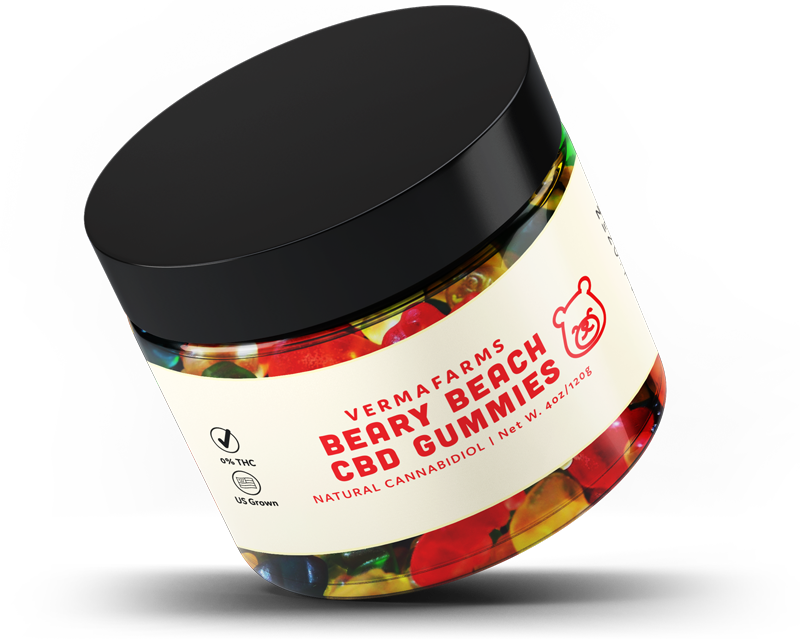 VERMAFARMS
BEARY BEACH
CBD GUMMIES
NATURAL CANNABIDIOL | Net W. 4oz/120g
0% THC
US Grown